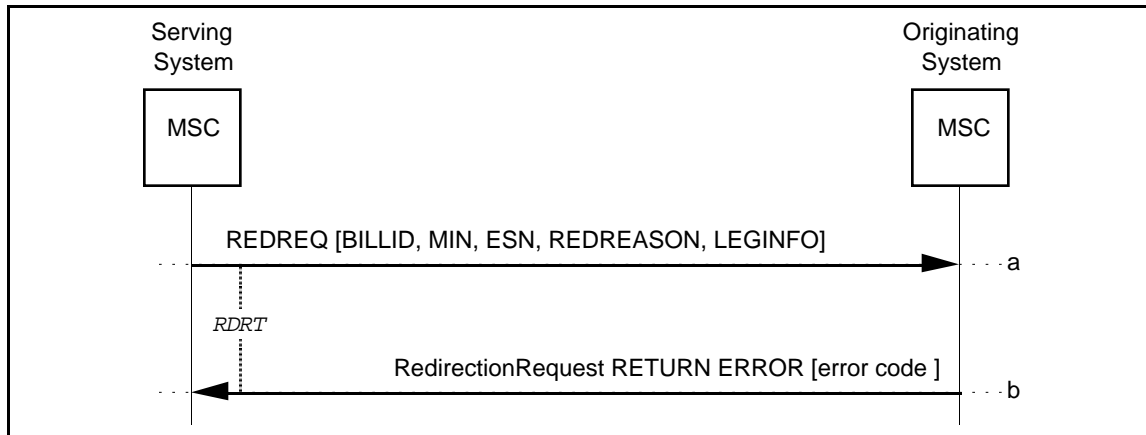 Serving
System
Originating
System
MSC
MSC
REDREQ [BILLID, MIN, ESN, REDREASON, LEGINFO]
a
RDRT
RedirectionRequest RETURN ERROR [error code ]
b